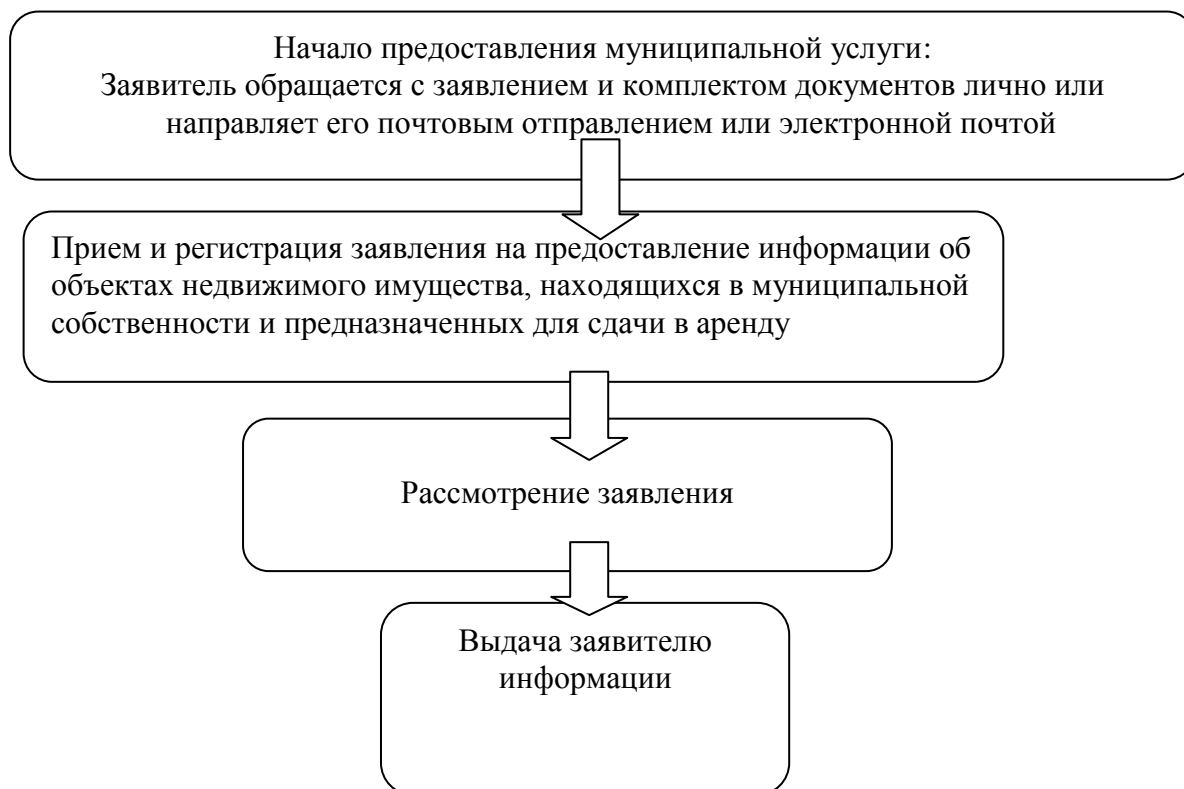 Начало предоставления муниципальной услуги:
Заявитель обращается с заявлением и комплектом документов лично или
направляет его почтовым отправлением или электронной почтой
Прием и регистрация заявления на предоставление информации об
объектах недвижимого имущества, находящихся в муниципальной
собственности и предназначенных для сдачи в аренду
Рассмотрение заявления
Выдача заявителю
информации